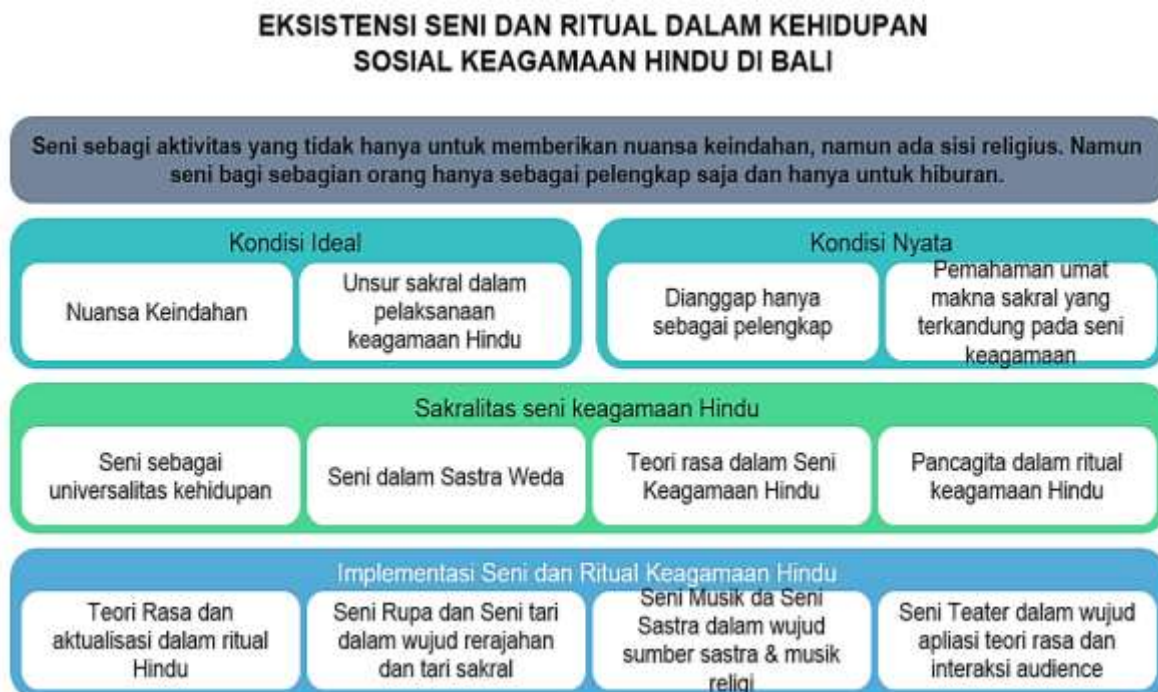 EKSISTENSI SENI DAN RITUAL DALAM KEHIDUPAN
SOSIAL KEAGAMAAN HINDU DI BALI
Seni sebagi aktivitas yang tidak hanya untuk memberikan nuansa keindahan, namun ada sisi religius. Namun
seni bagi sebagian orang hanya sebagai pelengkap saja dan hanya untuk hiburan.
Kondisi Ideal
Nuansa Keindahan
Unsur sakral dalam
pelaksanaan
keagamaan Hindu
Kondisi Nyata
Dianggap hanya
sebagai pelengkap
Pemahaman umat
makna sakral yang
terkandung pada seni
keagamaan
Sakralitas seni keagamaan Hindu
Seni sebagai
universalitas kehidupan
Seni dalam Sastra Weda
Teori rasa dalam Seni
Keagamaan Hindu
Pancagita dalam ritual
keagamaan Hindu
Implementasi Seni dan Ritual Keagamaan Hindu
Teori Rasa dan
aktualisasi dalam ritual
Hindu
Seni Rupa dan Seni tari
dalam wujud rerajahan
dan tari sakral
Seni Musik da Seni
Sastra dalam wujud
sumber sastra & musik
religi
Seni Teater dalam wujud
apliasi teori rasa dan
interaksi audience